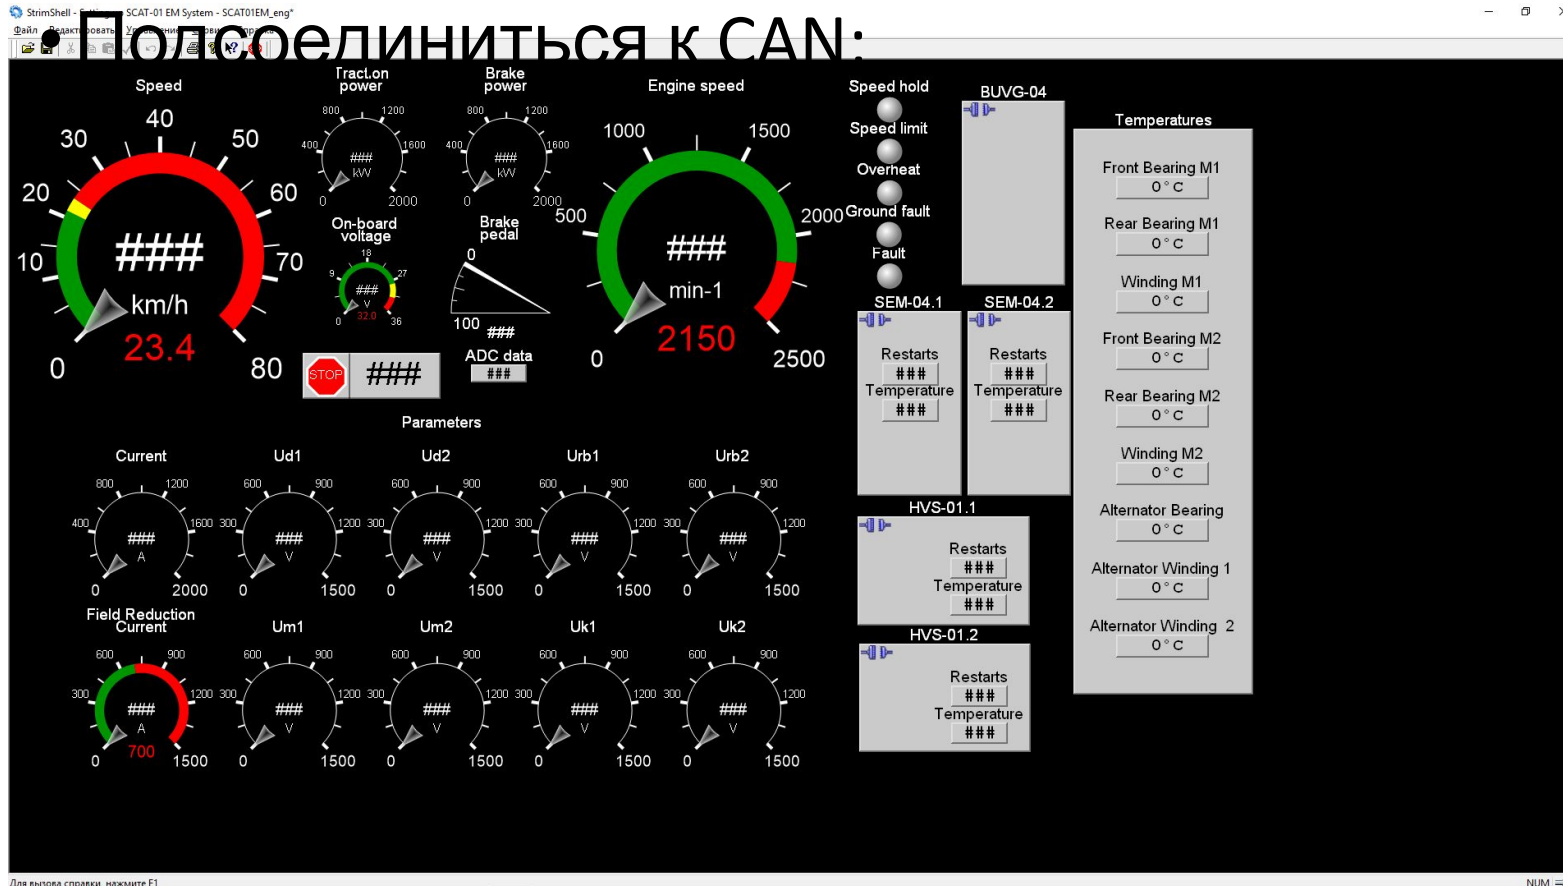 StrimShell - Settings - SCAT-01 EM System - SCAT01EM_eng*
• Подсоединиться к CAN:
Файл Редактировать Управление Сервис Справка
Speed
0 10 20 30 40 50 60 70 80
###
km/h
23.4
Traction
power
0 400 800 1200 1600 2000
###
kW
Brake
power
0 400 800 1200 1600 2000
###
kW
On-board
voltage
0 9 18 27 36
###
V
32.0
Brake
pedal
0
100
###
ADC data
###
STOP ###
Engine speed
0 500 1000 1500 2000 2500
###
min-1
2150
Speed hold
Speed limit
Overheat
Ground fault
Fault
BUVG-04
SEM-04.1
Restarts
###
Temperature
###
SEM-04.2
Restarts
###
Temperature
###
HVS-01.1
Restarts
###
Temperature
###
HVS-01.2
Restarts
###
Temperature
###
Temperatures
Front Bearing M1
0 ° C
Rear Bearing M1
0 ° C
Winding M1
0 ° C
Front Bearing M2
0 ° C
Rear Bearing M2
0 ° C
Winding M2
0 ° C
Alternator Bearing
0 ° C
Alternator Winding 1
0 ° C
Alternator Winding 2
0 ° C
Parameters
Current
0 400 800 1200 1600 2000
###
A
Ud1
0 300 600 900 1200 1500
###
V
Ud2
0 300 600 900 1200 1500
###
V
Urb1
0 300 600 900 1200 1500
###
V
Urb2
0 300 600 900 1200 1500
###
V
Field Reduction
Current
0 300 600 900 1200 1500
###
A
700
Um1
0 300 600 900 1200 1500
###
V
Um2
0 300 600 900 1200 1500
###
V
Uk1
0 300 600 900 1200 1500
###
V
Uk2
0 300 600 900 1200 1500
###
V
Для вызова справки, нажмите F1
NUM